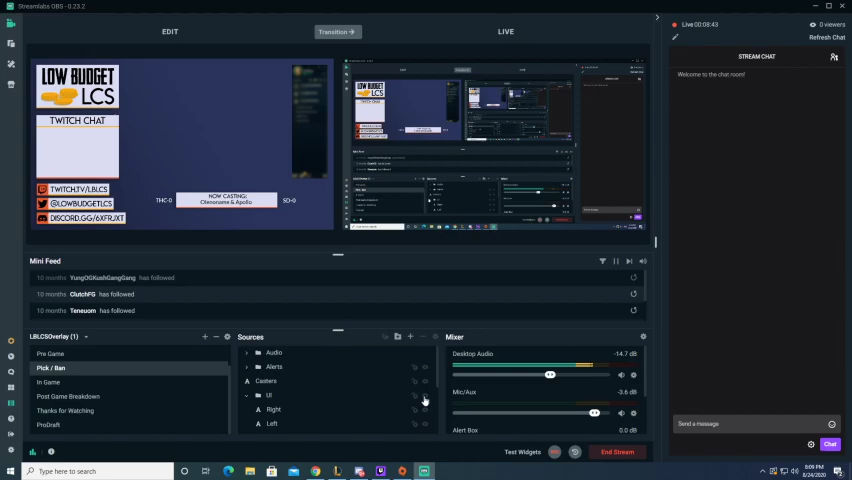 Streamlabs OBS - 0.23.2
Live 00:08:43
0 viewers
Refresh Chat
EDIT
Transition
LIVE
STREAM CHAT
Welcome to the chat room!
LOW BUDGET
LCS
TWITCH CHAT
TWITCH.TV/LBLCS
@LOWBUDGETLCS
DISCORD.GG/6XFRJXT
THC-0
NOW CASTING:
Olenoname & Apollo
SD-0
Mini Feed
10 months YungOGKushGangGang has followed
10 months ClutchFG has followed
10 months Teneuom has followed
LBLCSOverlay (1)
Pre Game
Pick / Ban
In Game
Post Game Breakdown
Thanks for Watching
ProDraft
Sources
Audio
Alerts
Casters
UI
Right
Left
Mixer
Desktop Audio
-14.7 dB
Mic/Aux
-3.6 dB
Alert Box
0.0 dB
Send a message
Chat
Test Widgets
End Stream
Type here to search
8:09 PM
8/24/2020